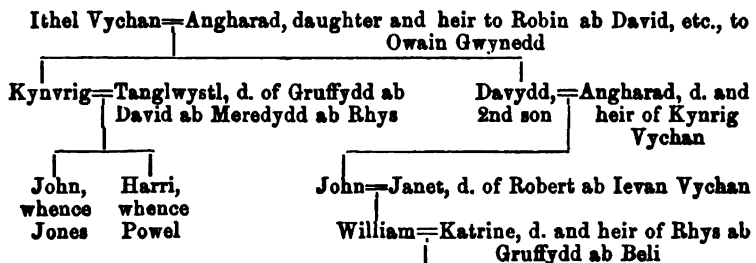 Ithel Vychan=Angharad, daughter and heir to Robin ab David, etc., to
Owain Gwynedd
Kynvrig=Tanglwystl, d. of Gruffydd ab
David ab Meredydd ab Rhys
Davydd,=Angharad, d. and
2nd son heir of Kynrig
Vychan
John,
whence
Jones
Harri,
whence
Powel
John=Janet, d. of Robert ab Ievan Vychan
William=Katrine, d. and heir of Rhys ab
Gruffydd ab Beli